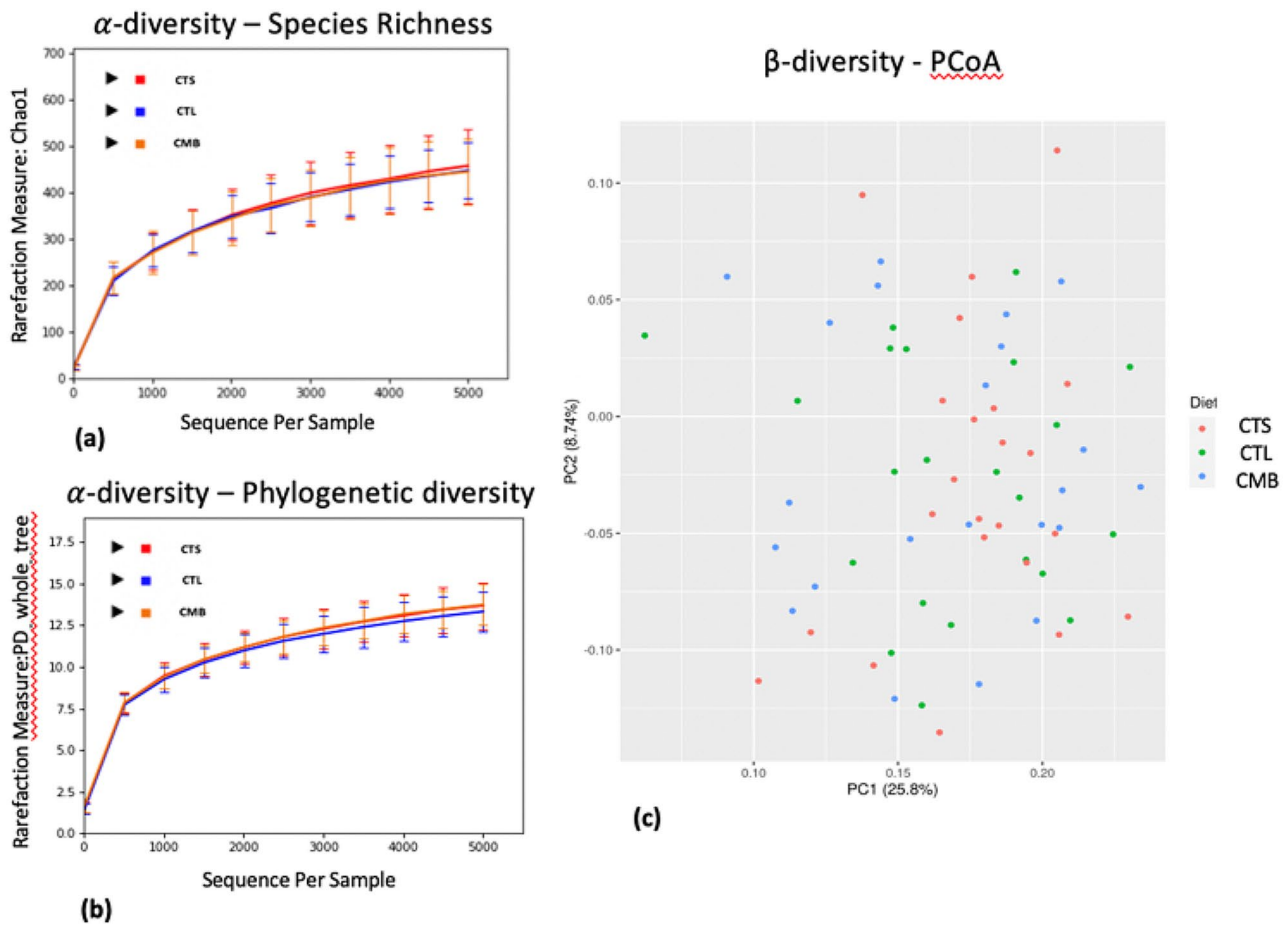 α-diversity – Species Richness
700
600
500
400
300
200
100
0
CTS
CTL
CMB
Rarefaction Measure: Chao1
0 1000 2000 3000 4000 5000
Sequence Per Sample
(a)
α-diversity – Phylogenetic diversity
17.5
15.0
12.5
10.0
7.5
5.0
2.5
0.0
CTS
CTL
CMB
Rarefaction Measure:PD_whole_tree
0 1000 2000 3000 4000 5000
Sequence Per Sample
(b)
β-diversity - PCoA
0.10
0.05
0.00
-0.05
-0.10
PC2 (8.74%)
0.10 0.15 0.20
PC1 (25.8%)
(c)
Diet
CTS
CTL
CMB